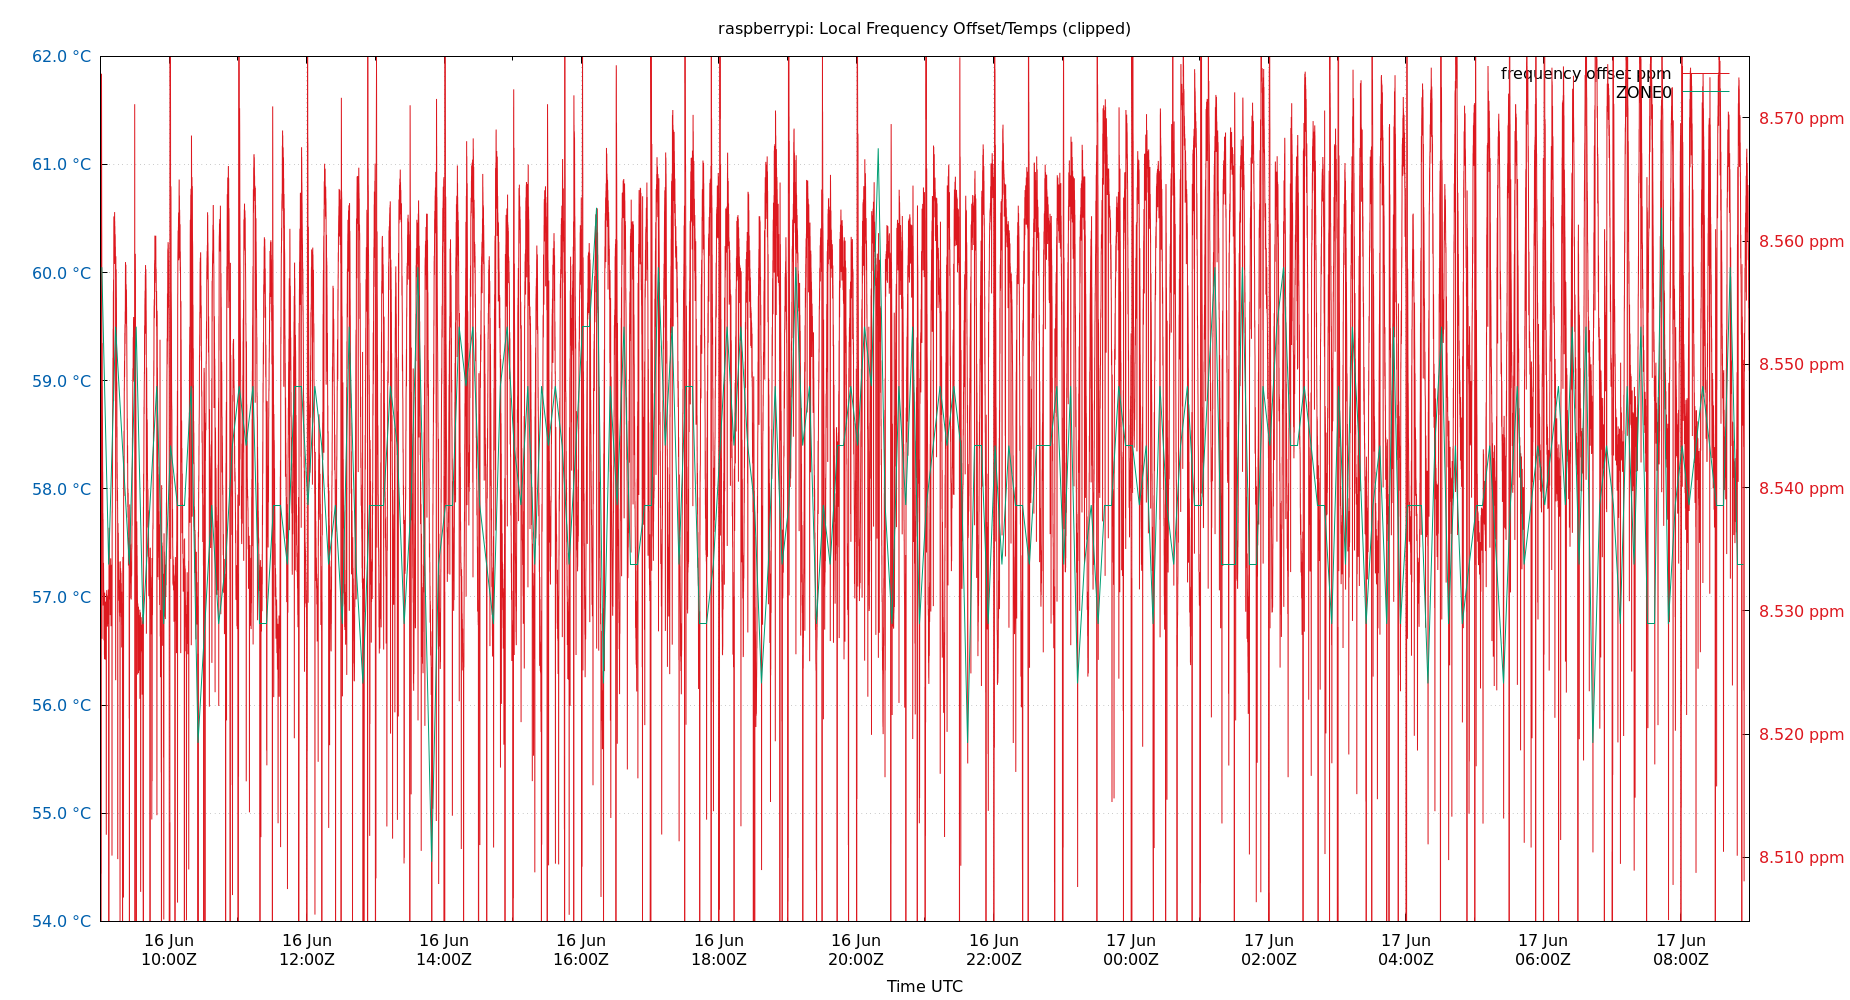 raspberrypi: Local Frequency Offset/Temps (clipped)
62.0 °C
61.0 °C
60.0 °C
59.0 °C
58.0 °C
57.0 °C
56.0 °C
55.0 °C
54.0 °C
frequency offset ppm
ZONE0
8.570 ppm
8.560 ppm
8.550 ppm
8.540 ppm
8.530 ppm
8.520 ppm
8.510 ppm
16 Jun 16 Jun 16 Jun 16 Jun 16 Jun 16 Jun 16 Jun 17 Jun 17 Jun 17 Jun 17 Jun 17 Jun
10:00Z 12:00Z 14:00Z 16:00Z 18:00Z 20:00Z 22:00Z 00:00Z 02:00Z 04:00Z 06:00Z 08:00Z
Time UTC